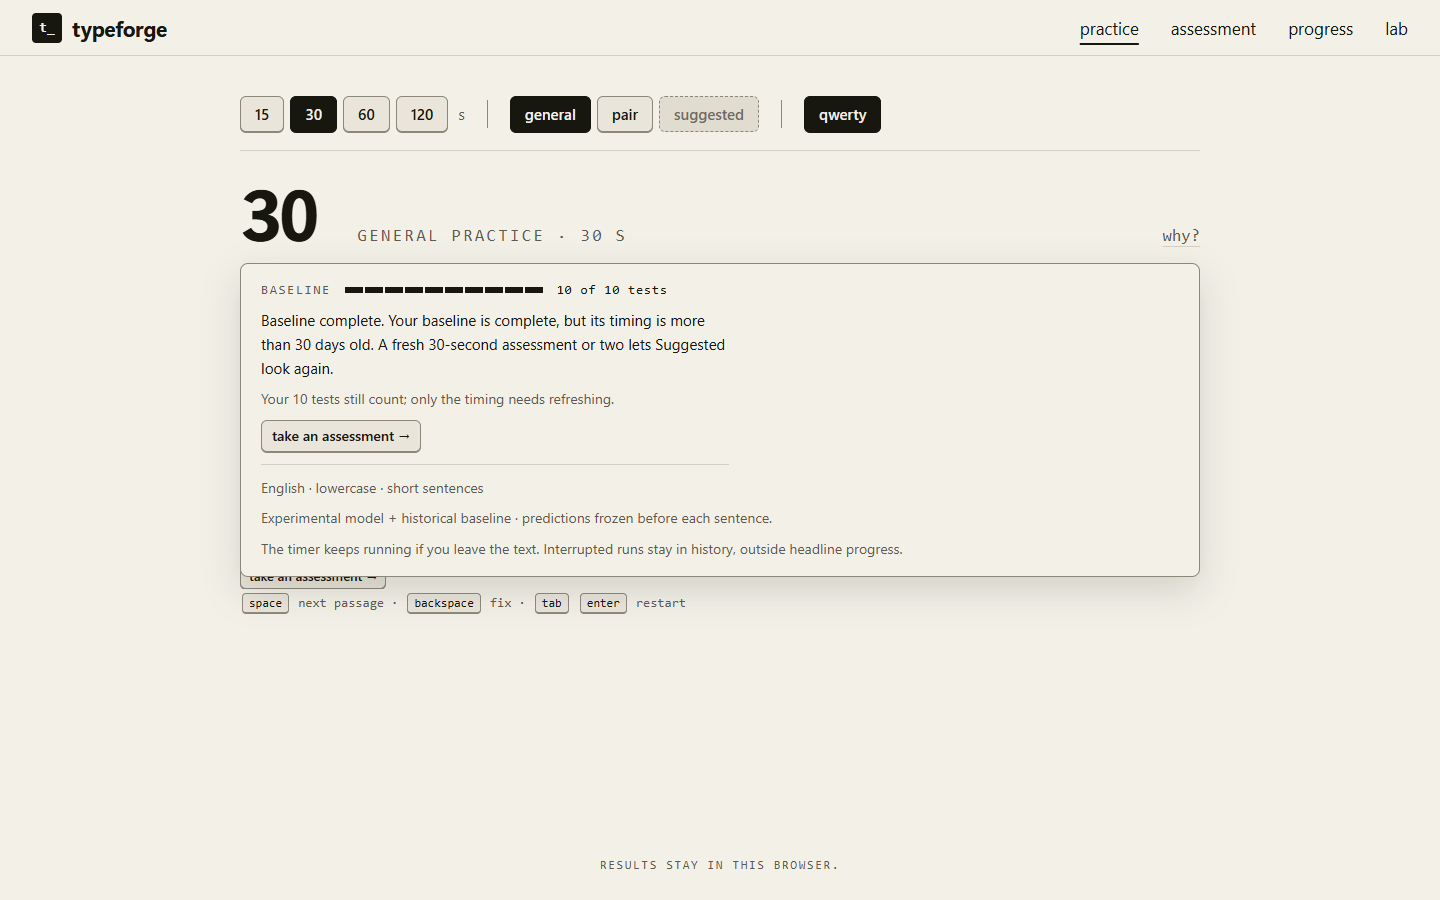 t_ typeforge
practice assessment progress lab
15 30 60 120 s general pair suggested qwerty
30 GENERAL PRACTICE · 30 S why?
BASELINE 10 of 10 tests
Baseline complete. Your baseline is complete, but its timing is more
than 30 days old. A fresh 30-second assessment or two lets Suggested
look again.
Your 10 tests still count; only the timing needs refreshing.
take an assessment →
English · lowercase · short sentences
Experimental model + historical baseline · predictions frozen before each sentence.
The timer keeps running if you leave the text. Interrupted runs stay in history, outside headline progress.
take an assessment →
space next passage · backspace fix · tab enter restart
RESULTS STAY IN THIS BROWSER.